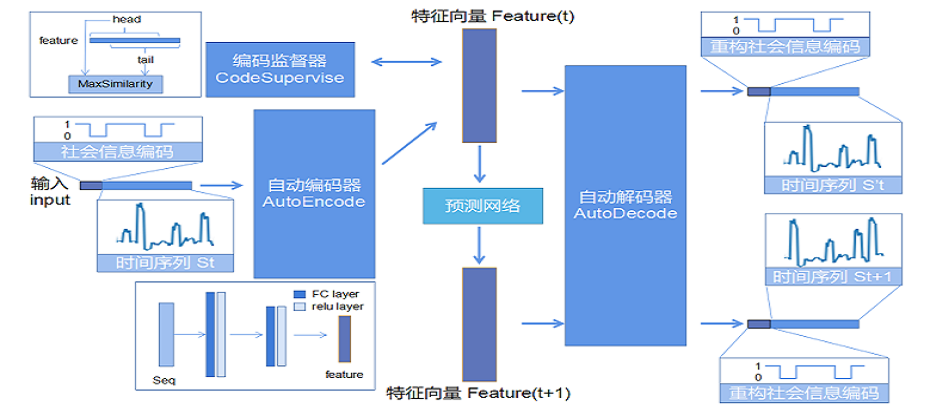 head
feature
tail
MaxSimilarity
编码监督器
CodeSupervise
特征向量 Feature(t)
1
0
重构社会信息编码
1
0
社会信息编码
输入
input
自动编码器
AutoEncode
时间序列 St
预测网络
自动解码器
AutoDecode
时间序列 S't
时间序列 St+1
FC layer
relu layer
Seq
feature
特征向量 Feature(t+1)
1
0
重构社会信息编码